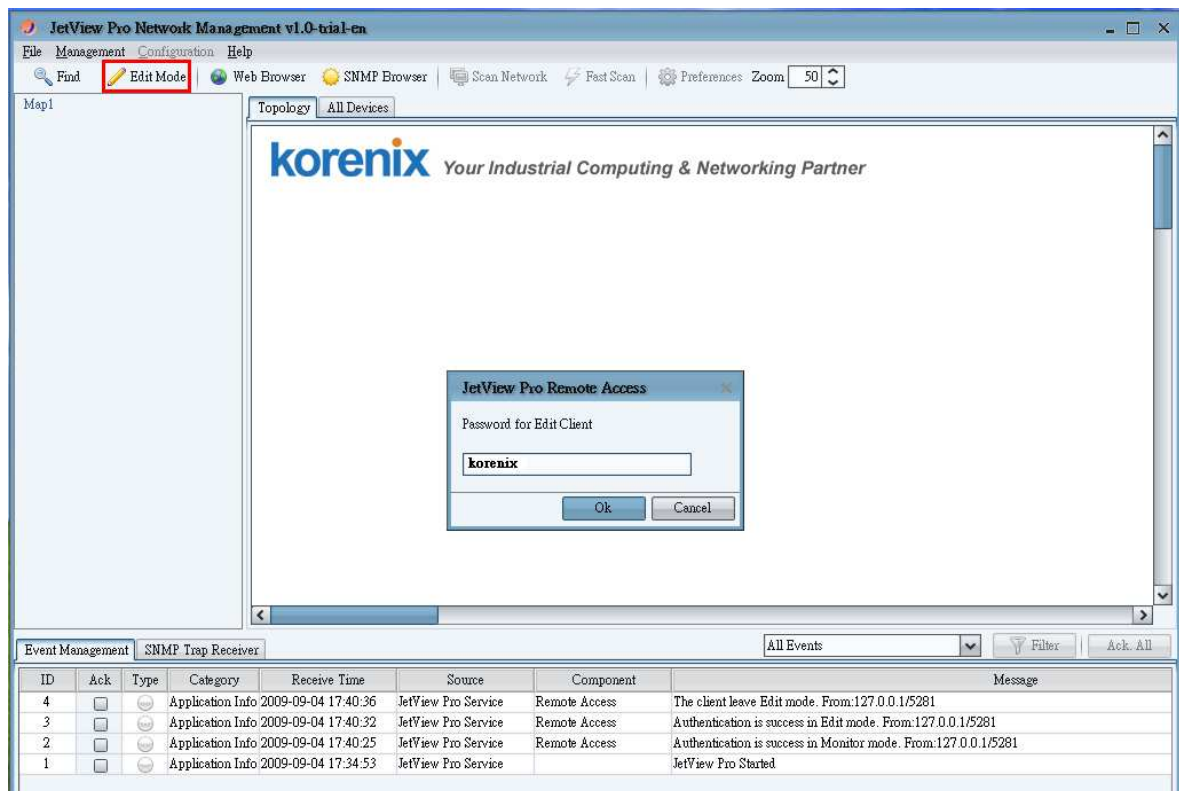 JetView Pro Network Management v1.0-trial-en
File Management Configuration Help
Find Edit Mode Web Browser SNMP Browser Scan Network Fast Scan Preferences Zoom 50
Map1
Topology All Devices
korenix Your Industrial Computing & Networking Partner
JetView Pro Remote Access
Password for Edit Client
korenix
Ok Cancel
Event Management SNMP Trap Receiver All Events Filter Ack. All
ID Ack Type Category Receive Time Source Component Message
4 Application Info 2009-09-04 17:40:36 JetView Pro Service Remote Access The client leave Edit mode. From:127.0.0.1/5281
3 Application Info 2009-09-04 17:40:32 JetView Pro Service Remote Access Authentication is success in Edit mode. From:127.0.0.1/5281
2 Application Info 2009-09-04 17:40:25 JetView Pro Service Remote Access Authentication is success in Monitor mode. From:127.0.0.1/5281
1 Application Info 2009-09-04 17:34:53 JetView Pro Service JetView Pro Started